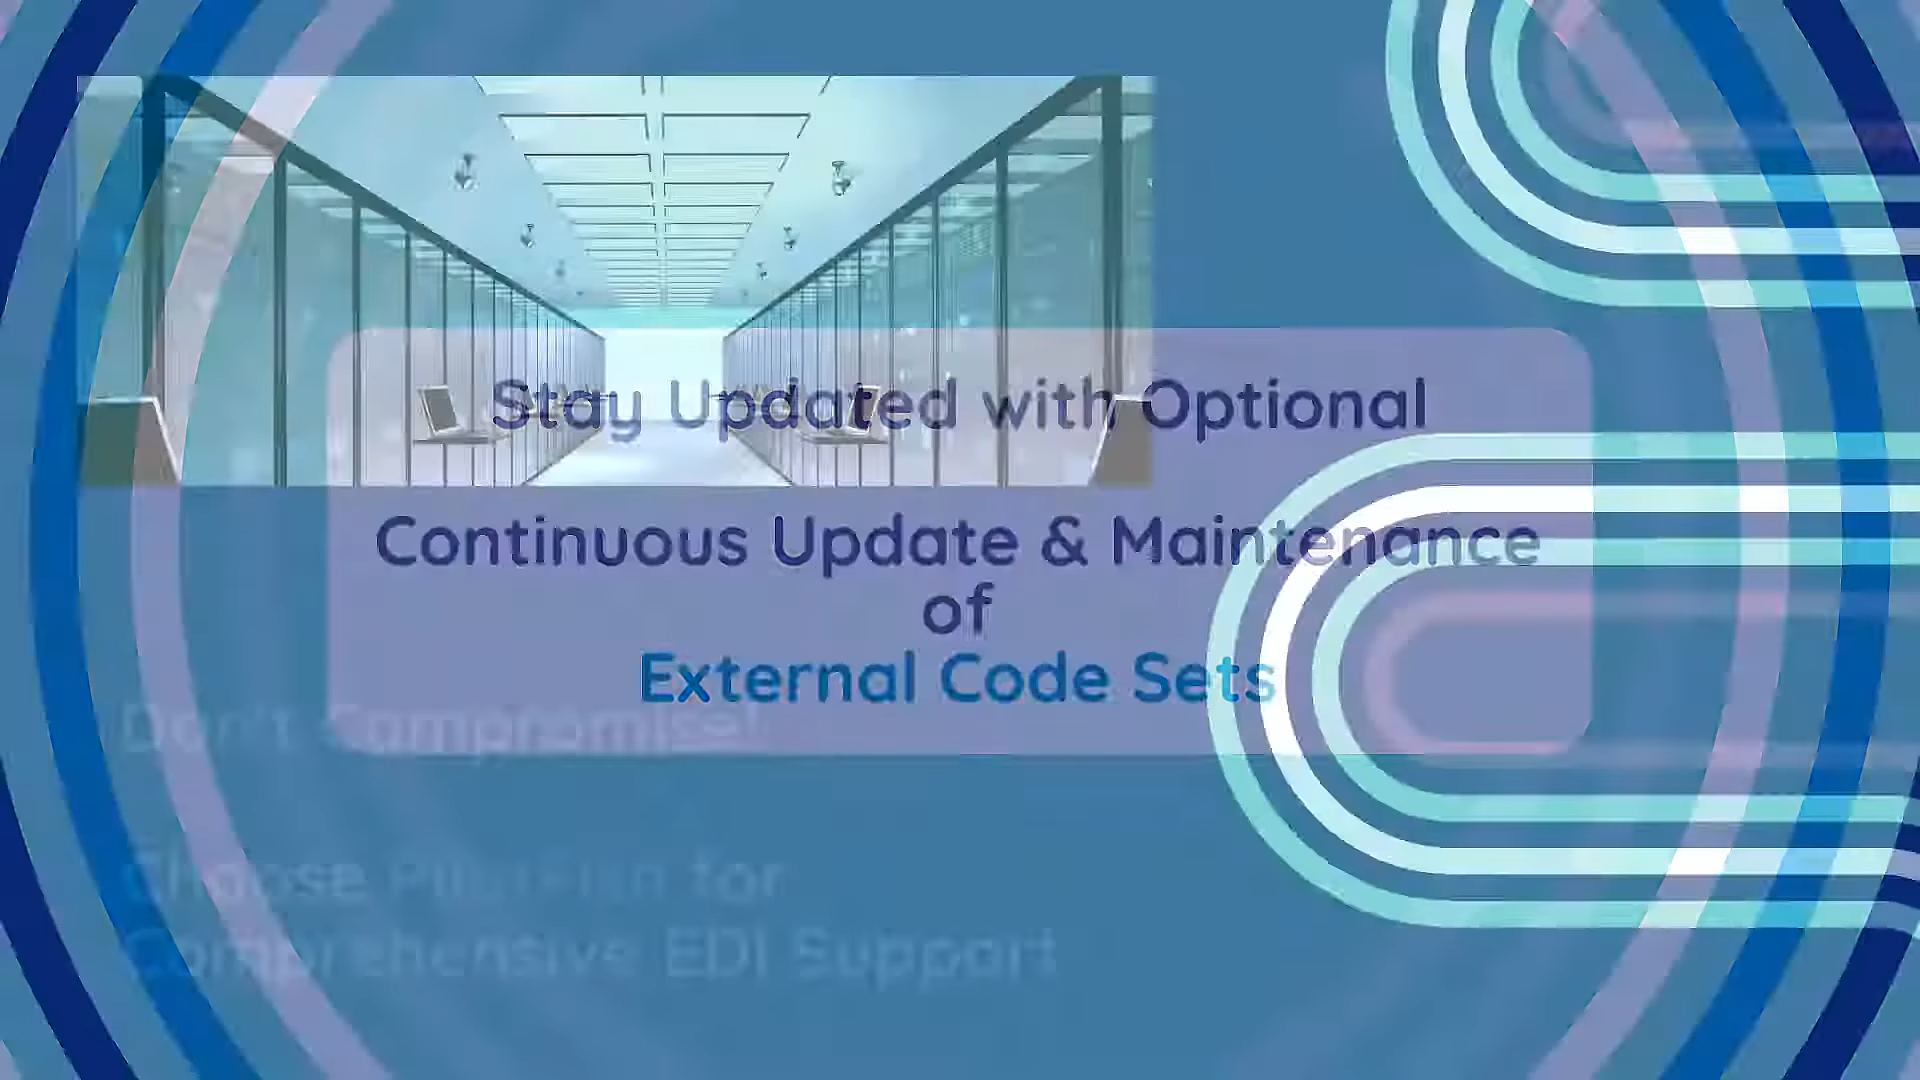 Stay Updated with Optional
Continuous Update & Maintenance
of
External Code Sets
Don't Compromise!
Choose PilotFish for
Comprehensive EDI Support